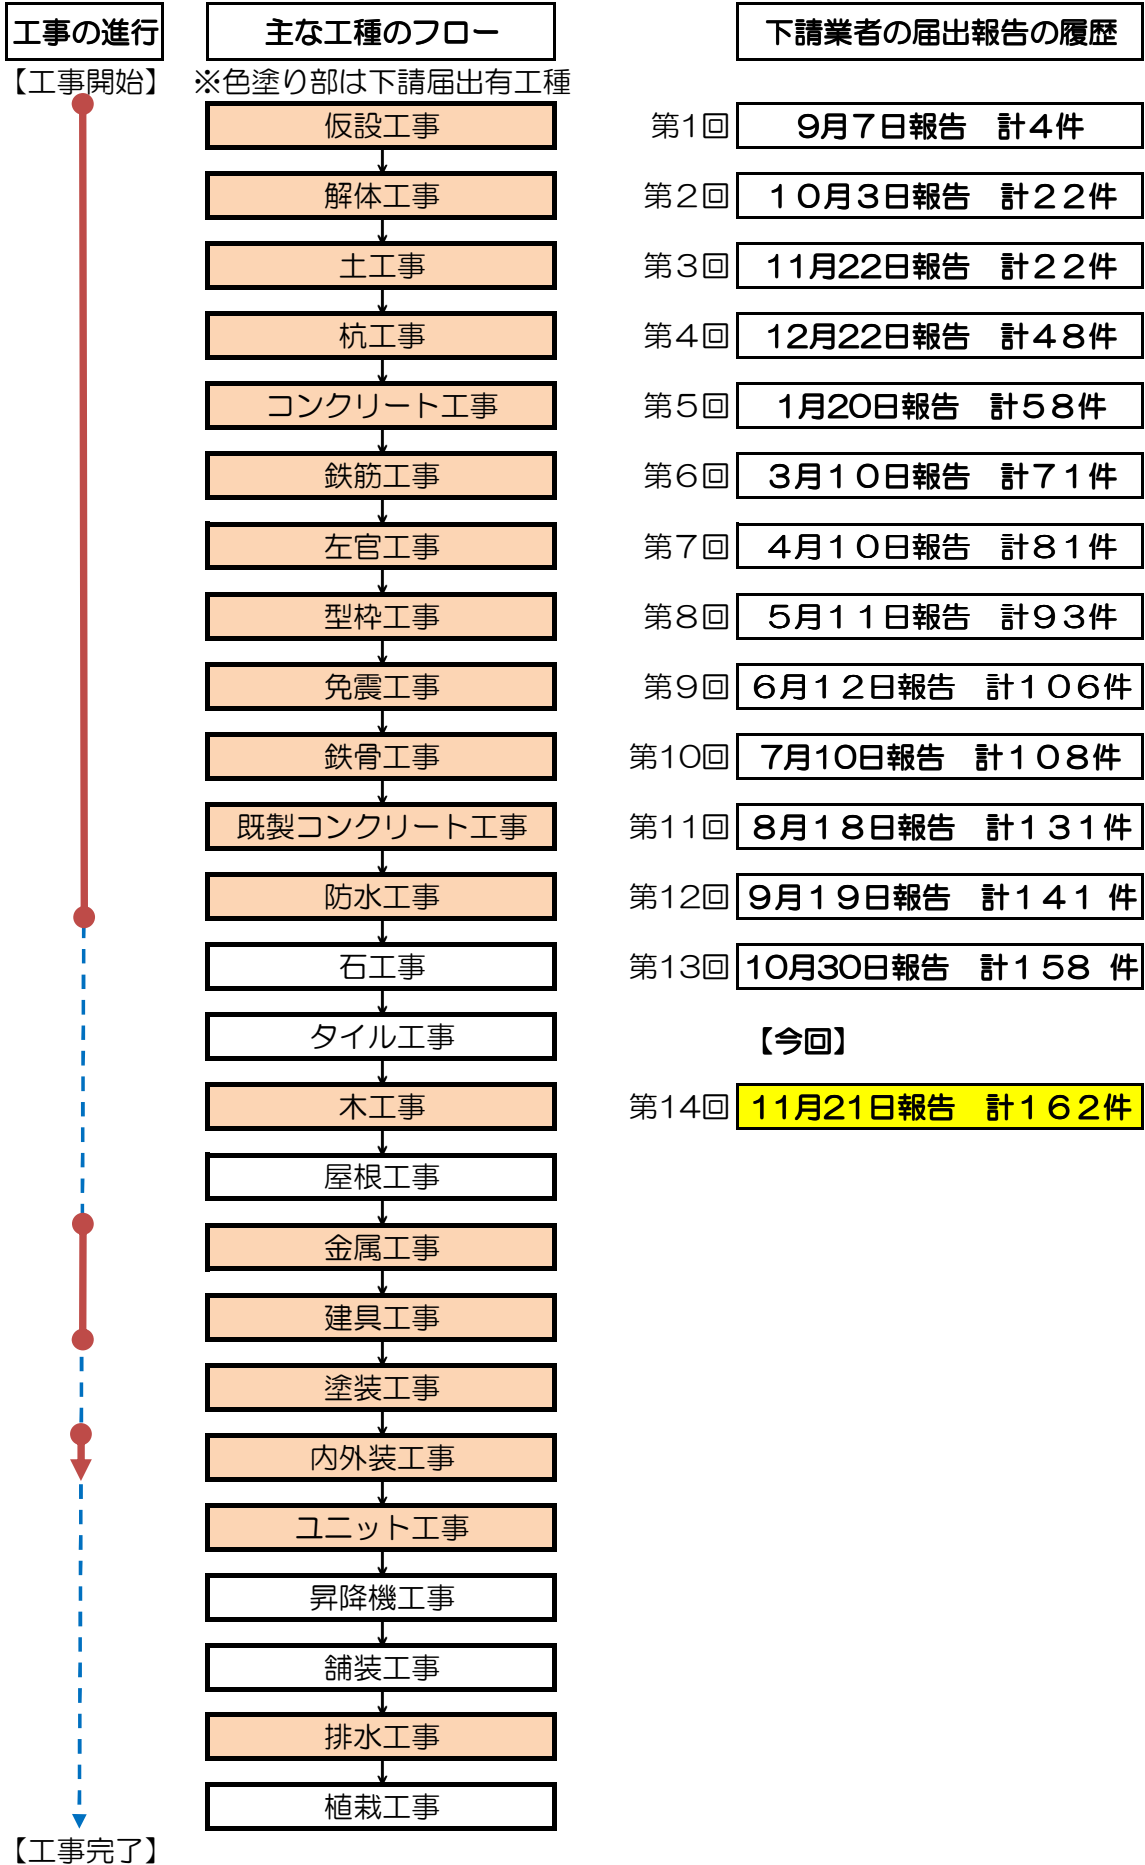 工事の進行
主な工種のフロー
下請業者の届出報告の履歴
【工事開始】
※色塗り部は下請届出有工種
仮設工事
第1回
9月7日報告　計4件
解体工事
第２回
１０月３日報告　計２２件
土工事
第３回
11月22日報告　計２２件
杭工事
第４回
12月22日報告　計４８件
コンクリート工事
第５回
1月20日報告　計５８件
鉄筋工事
第６回
３月１０日報告　計７１件
左官工事
第７回
４月１０日報告　計８１件
型枠工事
第８回
５月１１日報告　計９３件
免震工事
第９回
６月１２日報告　計１０６件
鉄骨工事
第10回
7月10日報告　計１０８件
既製コンクリート工事
第11回
８月１８日報告　計１３１件
防水工事
第12回
９月１９日報告　計１４１ 件
石工事
第13回
10月30日報告　計１５８ 件
タイル工事
【今回】
木工事
第14回
11月21日報告　計１６２件
屋根工事
金属工事
建具工事
塗装工事
内外装工事
ユニット工事
昇降機工事
舗装工事
排水工事
植栽工事
【工事完了】